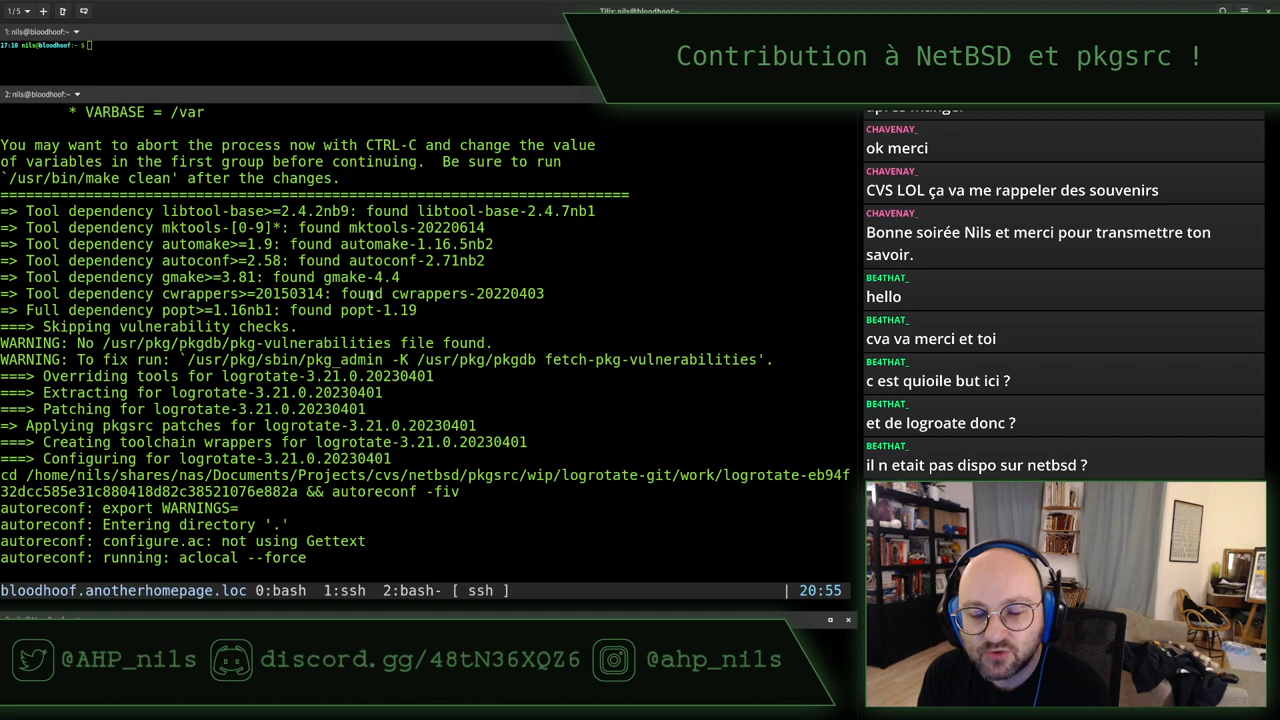 1/5
Tilix: nils@bloodhoof:~
1: nils@bloodhoof:~
17:18 nils@bloodhoof:~ $
Contribution à NetBSD et pkgsrc !
2: nils@bloodhoof:~
* VARBASE = /var
You may want to abort the process now with CTRL-C and change the value
of variables in the first group before continuing.  Be sure to run
`/usr/bin/make clean' after the changes.
===========================================================================
=> Tool dependency libtool-base>=2.4.2nb9: found libtool-base-2.4.7nb1
=> Tool dependency mktools-[0-9]*: found mktools-20220614
=> Tool dependency automake>=1.9: found automake-1.16.5nb2
=> Tool dependency autoconf>=2.58: found autoconf-2.71nb2
=> Tool dependency gmake>=3.81: found gmake-4.4
=> Tool dependency cwrappers>=20150314: found cwrappers-20220403
=> Full dependency popt>=1.16nb1: found popt-1.19
===> Skipping vulnerability checks.
WARNING: No /usr/pkg/pkgdb/pkg-vulnerabilities file found.
WARNING: To fix run: `/usr/pkg/sbin/pkg_admin -K /usr/pkg/pkgdb fetch-pkg-vulnerabilities'.
===> Overriding tools for logrotate-3.21.0.20230401
===> Extracting for logrotate-3.21.0.20230401
===> Patching for logrotate-3.21.0.20230401
=> Applying pkgsrc patches for logrotate-3.21.0.20230401
===> Creating toolchain wrappers for logrotate-3.21.0.20230401
===> Configuring for logrotate-3.21.0.20230401
cd /home/nils/shares/nas/Documents/Projects/cvs/netbsd/pkgsrc/wip/logrotate-git/work/logrotate-eb94f
32dcc585e31c880418d82c38521076e882a && autoreconf -fiv
autoreconf: export WARNINGS=
autoreconf: Entering directory '.'
autoreconf: configure.ac: not using Gettext
autoreconf: running: aclocal --force
bloodhoof.anotherhomepage.loc 0:bash  1:ssh  2:bash- [ ssh ]
| 20:55
CHAVENAY_
ok merci
CHAVENAY_
CVS LOL ça va me rappeler des souvenirs
CHAVENAY_
Bonne soirée Nils et merci pour transmettre ton
savoir.
BE4THAT_
hello
BE4THAT_
cva va merci et toi
BE4THAT_
c est quioile but ici ?
BE4THAT_
et de logroate donc ?
BE4THAT_
il n etait pas dispo sur netbsd ?
@AHP_nils
discord.gg/48tN36XQZ6
@ahp_nils